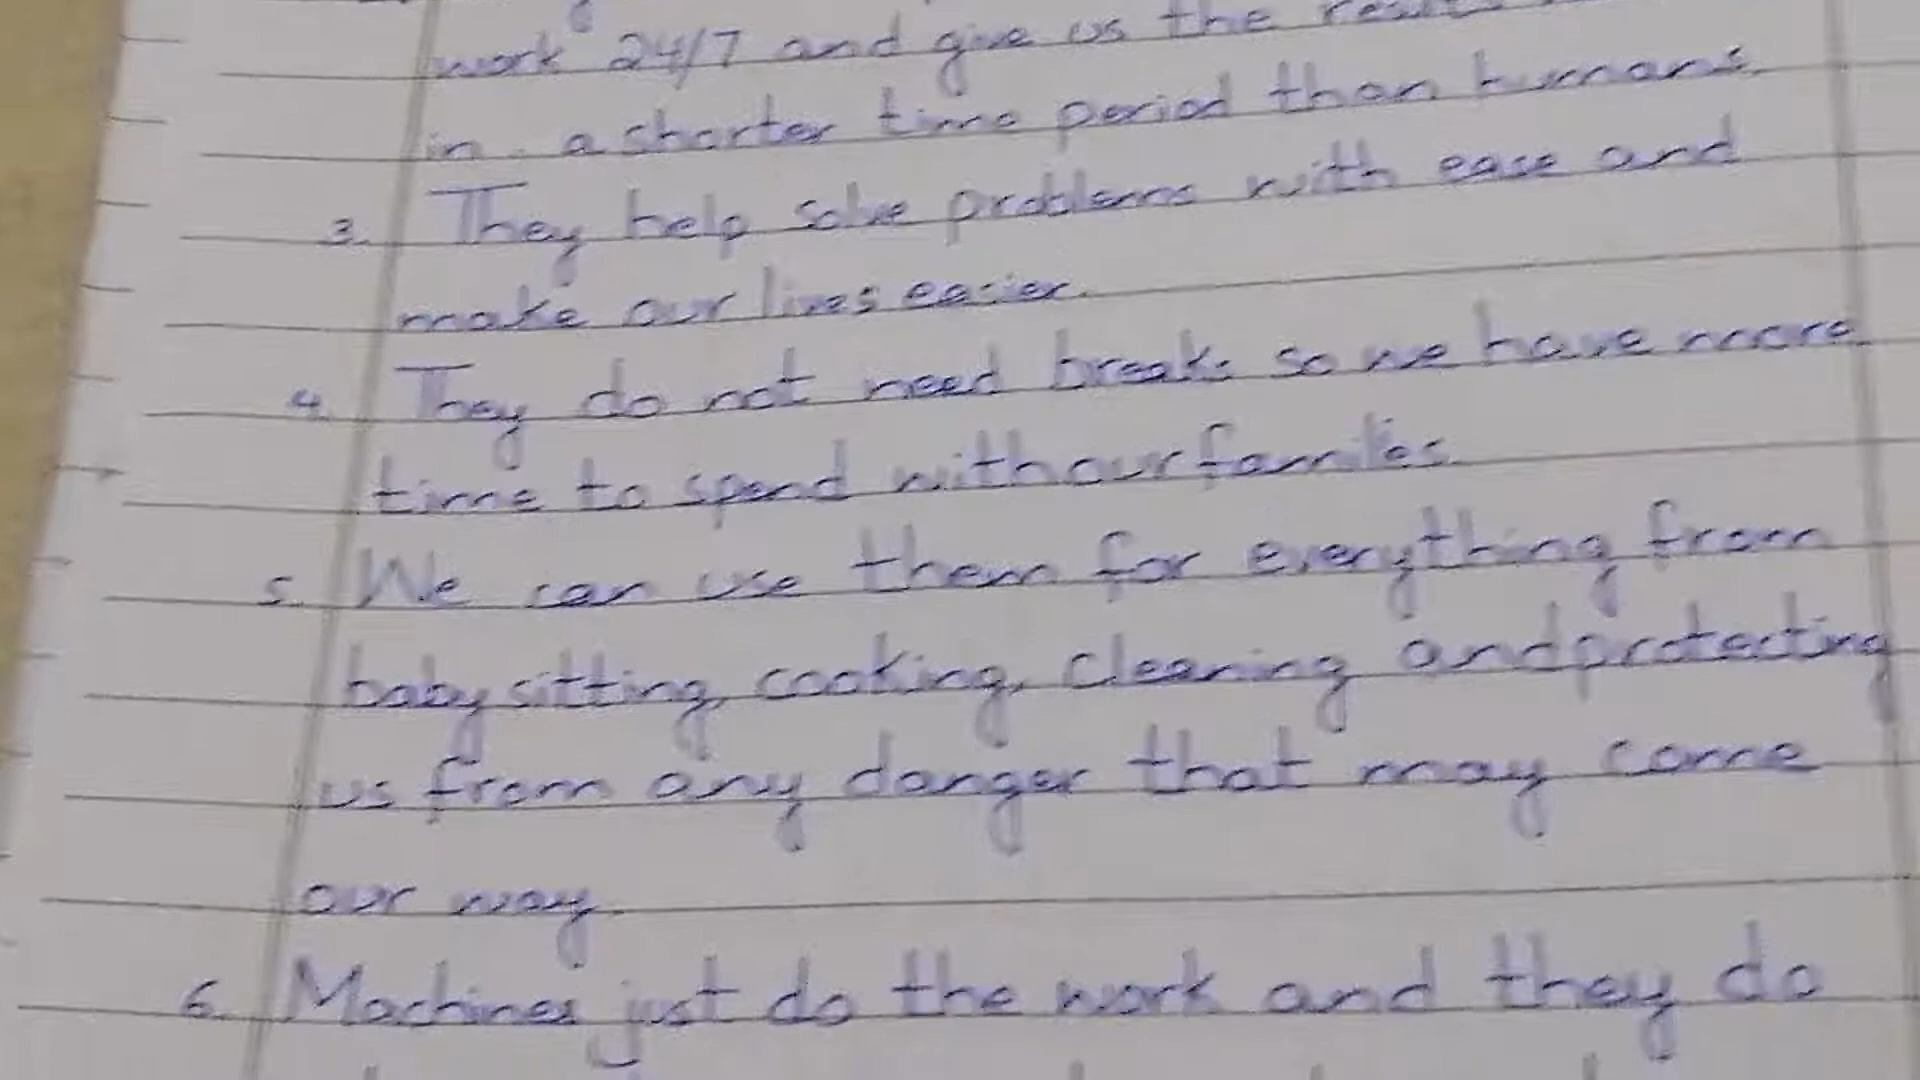 work 24/7 and give us the
in a shorter time period than humans.
3. They help solve problems with ease and
make our lives easier.
4. They do not need breaks so we have more
time to spend with our families.
5. We can use them for everything from
babysitting, cooking, cleaning and protecting
us from any danger that may come
our way.
6. Machines just do the work and they do